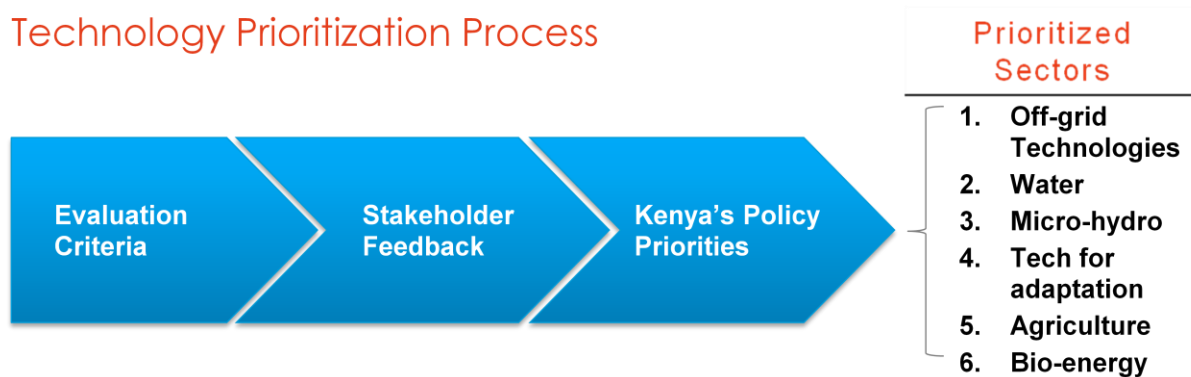 Technology Prioritization Process
Evaluation
Criteria
Stakeholder
Feedback
Kenya's Policy
Priorities
Prioritized
Sectors
1. Off-grid
Technologies
2. Water
3. Micro-hydro
4. Tech for
adaptation
5. Agriculture
6. Bio-energy